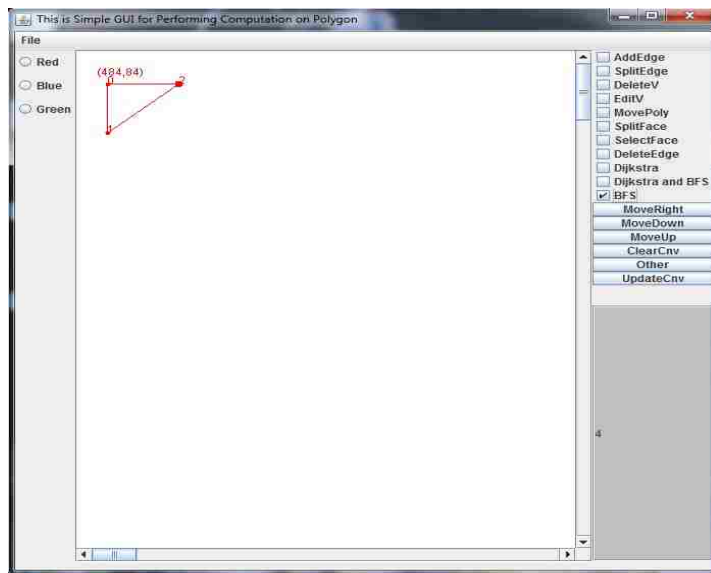 This is Simple GUI for Performing Computation on Polygon
File
Red
Blue
Green
(484,84)
0
2
1
AddEdge
SplitEdge
DeleteV
EditV
MovePoly
SplitFace
SelectFace
DeleteEdge
Dijkstra
Dijkstra and BFS
BFS
MoveRight
MoveDown
MoveUp
ClearCnv
Other
UpdateCnv
4